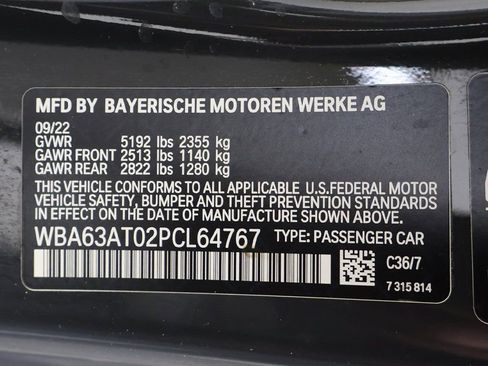 MFD BY BAYERISCHE MOTOREN WERKE AG
09/22
GVWR 5192 lbs 2355 kg
GAWR FRONT 2513 lbs 1140 kg
GAWR REAR 2822 lbs 1280 kg
THIS VEHICLE CONFORMS TO ALL APPLICABLE U.S.FEDERAL MOTOR
VEHICLE SAFETY, BUMPER AND THEFT PREVENTION STANDARDS
IN EFFECT ON THE DATE OF MANUFACTURE SHOWN ABOVE.
WBA63AT02PCL64767 TYPE: PASSENGER CAR
C36/7
7 315 814